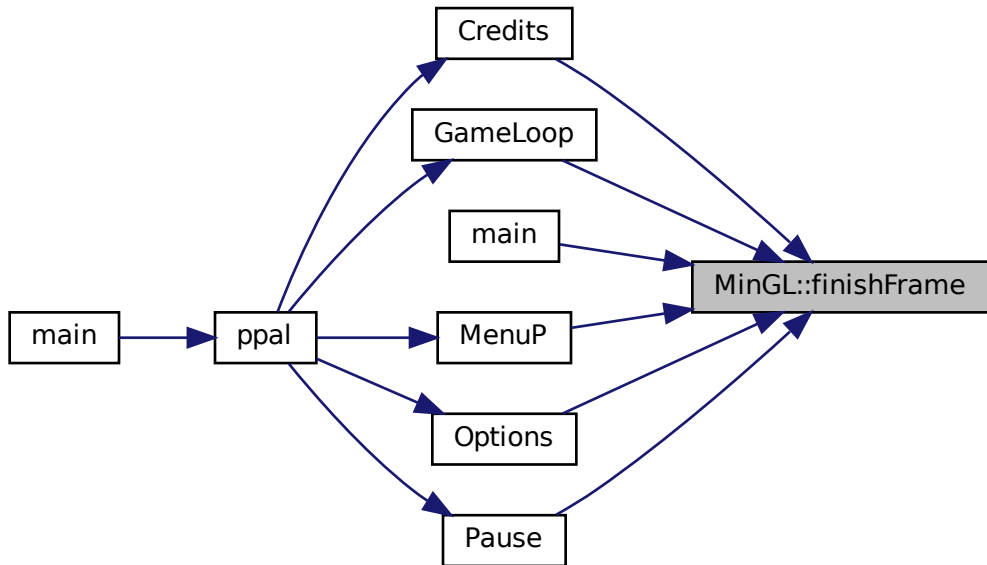 Credits
GameLoop
main
MinGL::finishFrame
main
ppal
MenuP
Options
Pause